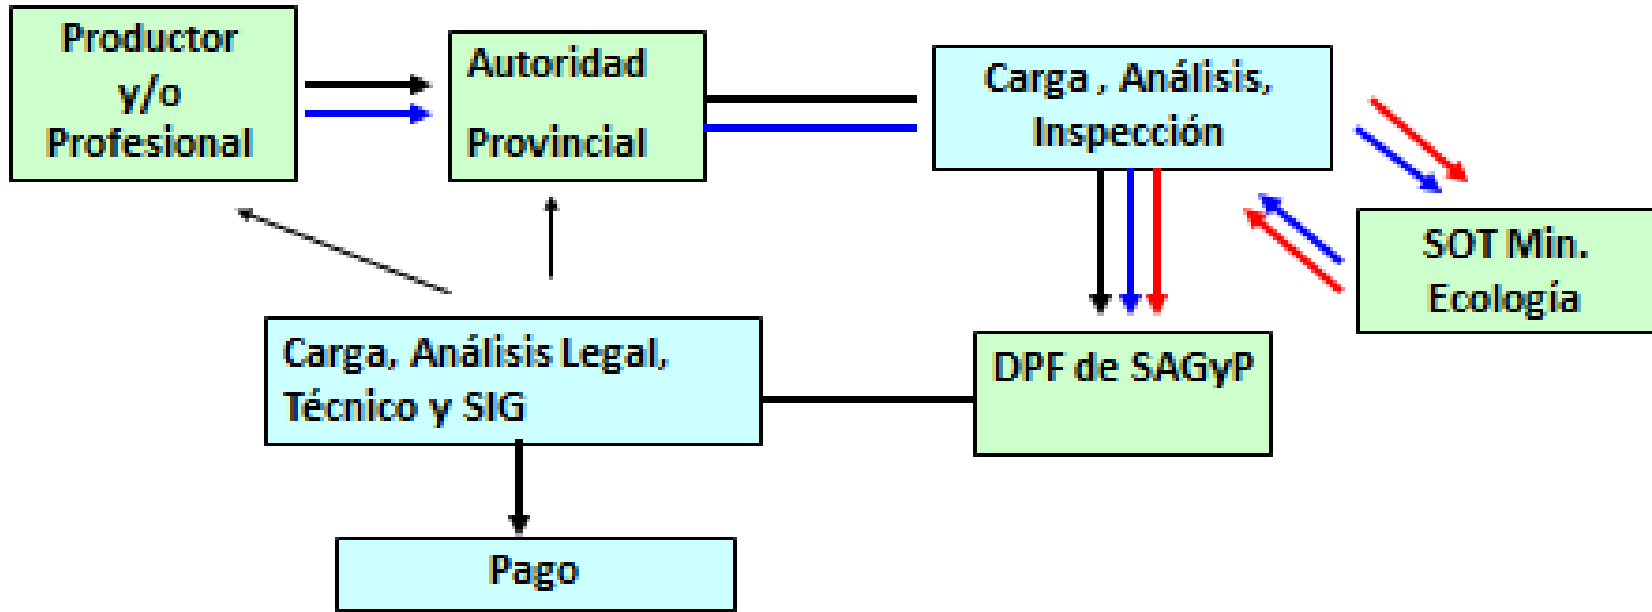 Productor
y/o
Profesional
Autoridad
Provincial
Carga , Análisis,
Inspección
SOT Min.
Ecología
Carga, Análisis Legal,
Técnico y SIG
DPF de SAGyP
Pago